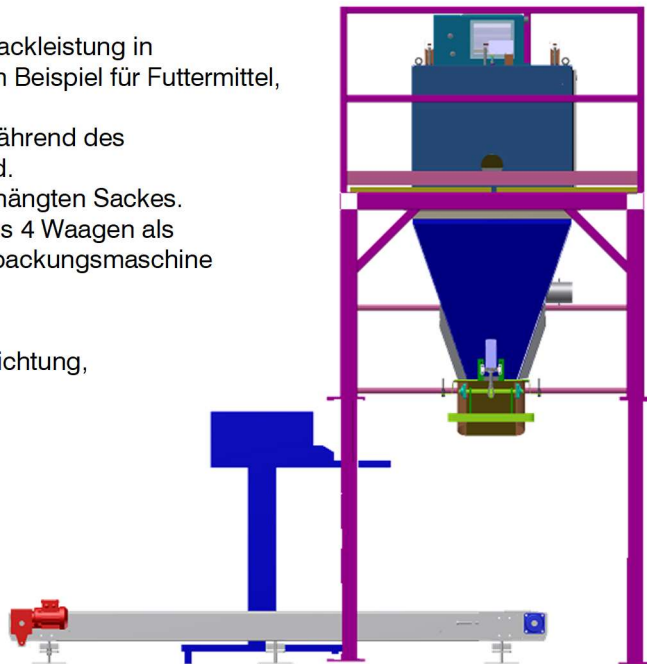 ackleistung in
n Beispiel für Futtermittel,
ährend des
d.
hängten Sackes.
s 4 Waagen als
packungsmaschine
ichtung,